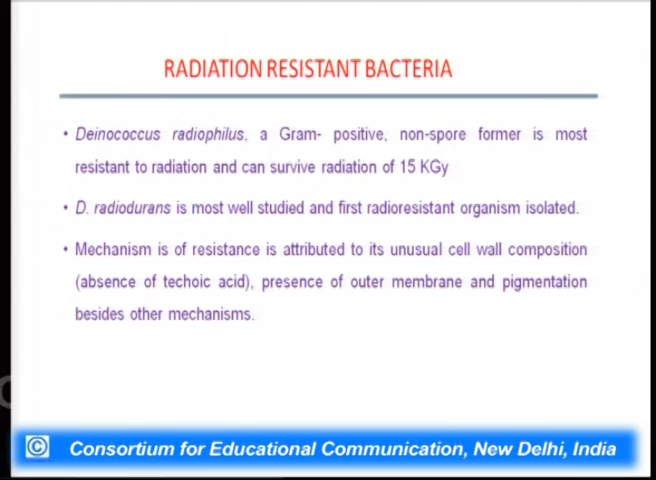 RADIATION RESISTANT BACTERIA
• Deinococcus radiophilus, a Gram- positive, non-spore former is most
resistant to radiation and can survive radiation of 15 KGy
• D. radiodurans is most well studied and first radioresistant organism isolated.
• Mechanism is of resistance is attributed to its unusual cell wall composition
(absence of techoic acid), presence of outer membrane and pigmentation
besides other mechanisms.
© Consortium for Educational Communication, New Delhi, India